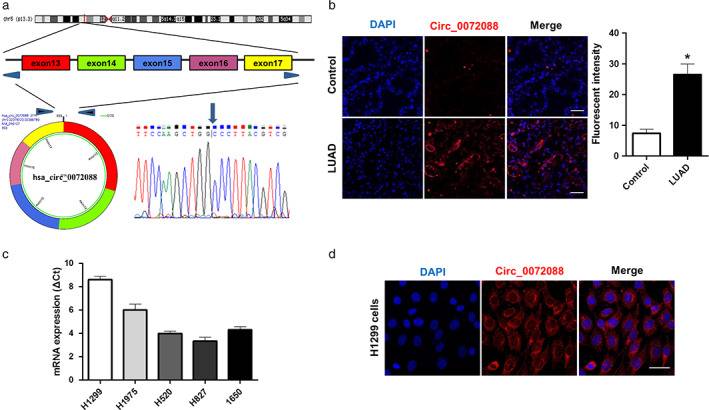 a
chr5 (p13.3)
exon13 exon14 exon15 exon16 exon17
hsa_circ_0072088
T T C C A A G C T G G C C C T T A C G T G
b
DAPI Circ_0072088 Merge
Control
LUAD
Fluorescent intensity
40
30
20
10
0
*
Control LUAD
c
mRNA expression (ΔCt)
10
8
6
4
2
0
H1299 H1975 H520 H827 1650
d
DAPI Circ_0072088 Merge
H1299 cells